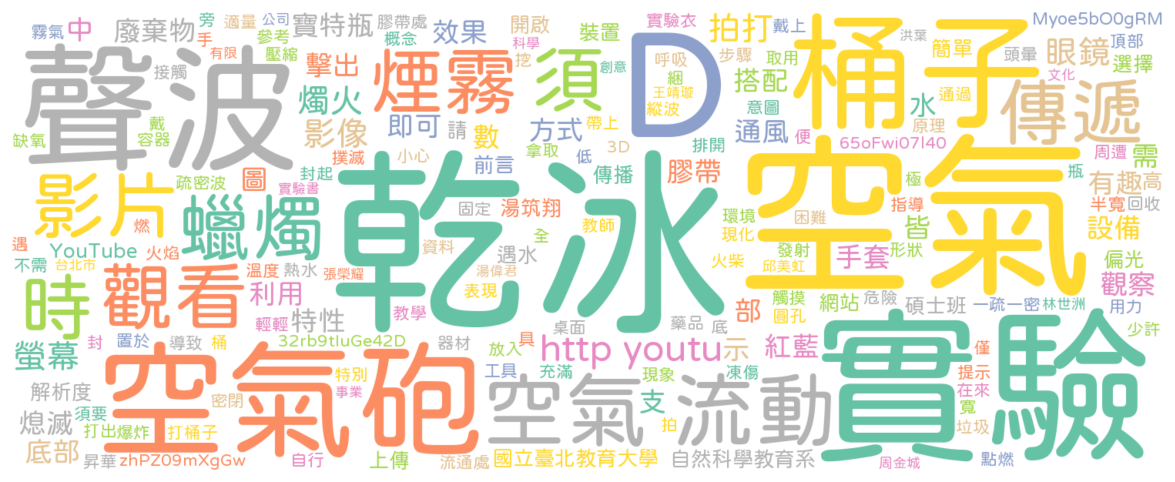 霧氣 中 廢棄物 旁 手 適量 公司 參考 寶特瓶 膠帶處 概念 效果 開啟 科學 裝置 實驗衣 拍打 戴上 步驟 洪葉 簡單 頂部 Myoe5bO0gRM
有限 壓縮 接觸 擊出 煙霧 挖 須 創意 D 呼吸 綑 王靖璇 縱波 搭配 取用 桶子 頭暈 眼鏡 選擇
聲波 燭火 影像 即可 請 數 方式 帶上 意圖 通風 通過 文化 水 原理 傳遞
缺氧 戴 容器 撲滅 小心 前言 拿取 低 3D 排開 便 65oFwi07l40 周遭 需
疏密波 封起 圖 傳播 膠帶 環境 困難 極 指導 瓶 有趣 高
影片 燃 實驗書 蠟燭 乾冰 固定 湯筑翔 教師 現化 空氣 皆 半寬 回收
遇 YouTube 火焰 資料 遇水 全 發射 形狀 設備
不需 台北市 觀看 溫度 熱水 張榮耀 湯偉君 表現 火柴 邱美虹 手套 偏光
時 利用 教學 部 觸摸 網站 危險 碩士班 一疏一密 林世洲 觀察
封 置於 導致 輕輕 特性 桌面 藥品 底 圓孔 用力
螢幕 桶 32rb9tluGe42D 器材 放入 具 http youtu 示 紅藍 實驗 僅 少許
解析度 空氣砲 特別 工具 充滿 現象 凍傷 提示
密閉 事業 空氣 流動 支 在來 寬
熄滅 須要 打出 爆炸 打桶子 拍 垃圾
底部 昇華 zhPZ09mXgGw 自行 上傳 流通處 國立臺北教育大學 自然科學教育系 周金城 點燃